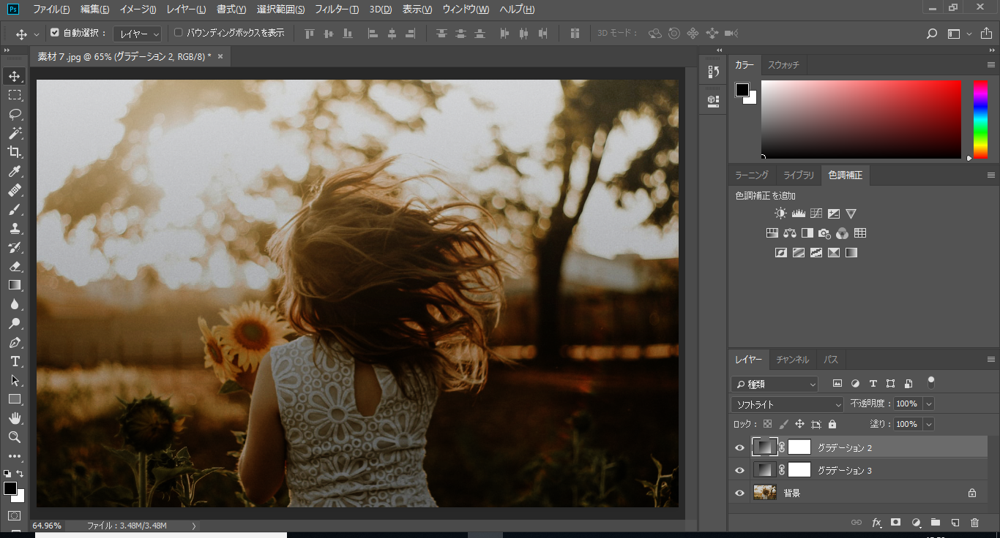 Ps ファイル(F) 編集(E) イメージ(I) レイヤー(L) 書式(Y) 選択範囲(S) フィルター(T) 3D(D) 表示(V) ウィンドウ(W) ヘルプ(H)
自動選択 : レイヤー バウンディングボックスを表示 3D モード :
素材７.jpg @ 65% (グラデーション 2, RGB/8) * ×
カラー スウォッチ
ラーニング ライブラリ 色調補正
色調補正を追加
レイヤー チャンネル パス
種類
ソフトライト 不透明度 : 100%
ロック : 塗り : 100%
グラデーション 2
グラデーション 3
背景
64.96% ファイル : 3.48M/3.48M